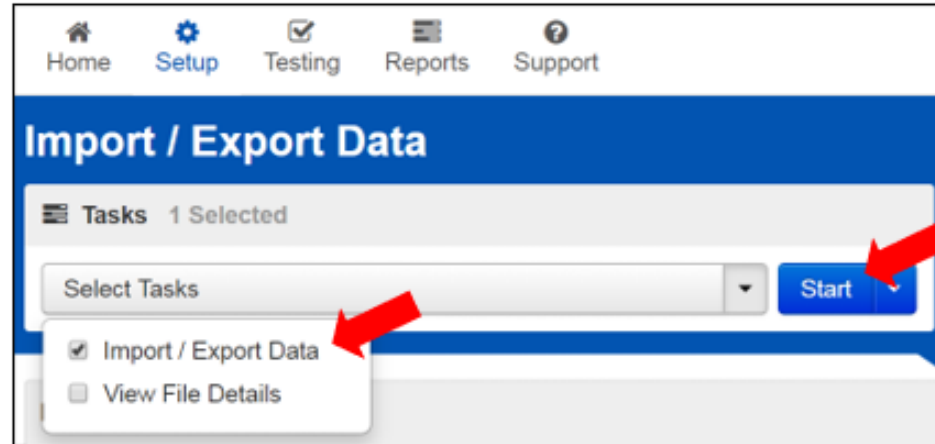 Home Setup Testing Reports Support
Import / Export Data
Tasks 1 Selected
Select Tasks Start
Import / Export Data
View File Details